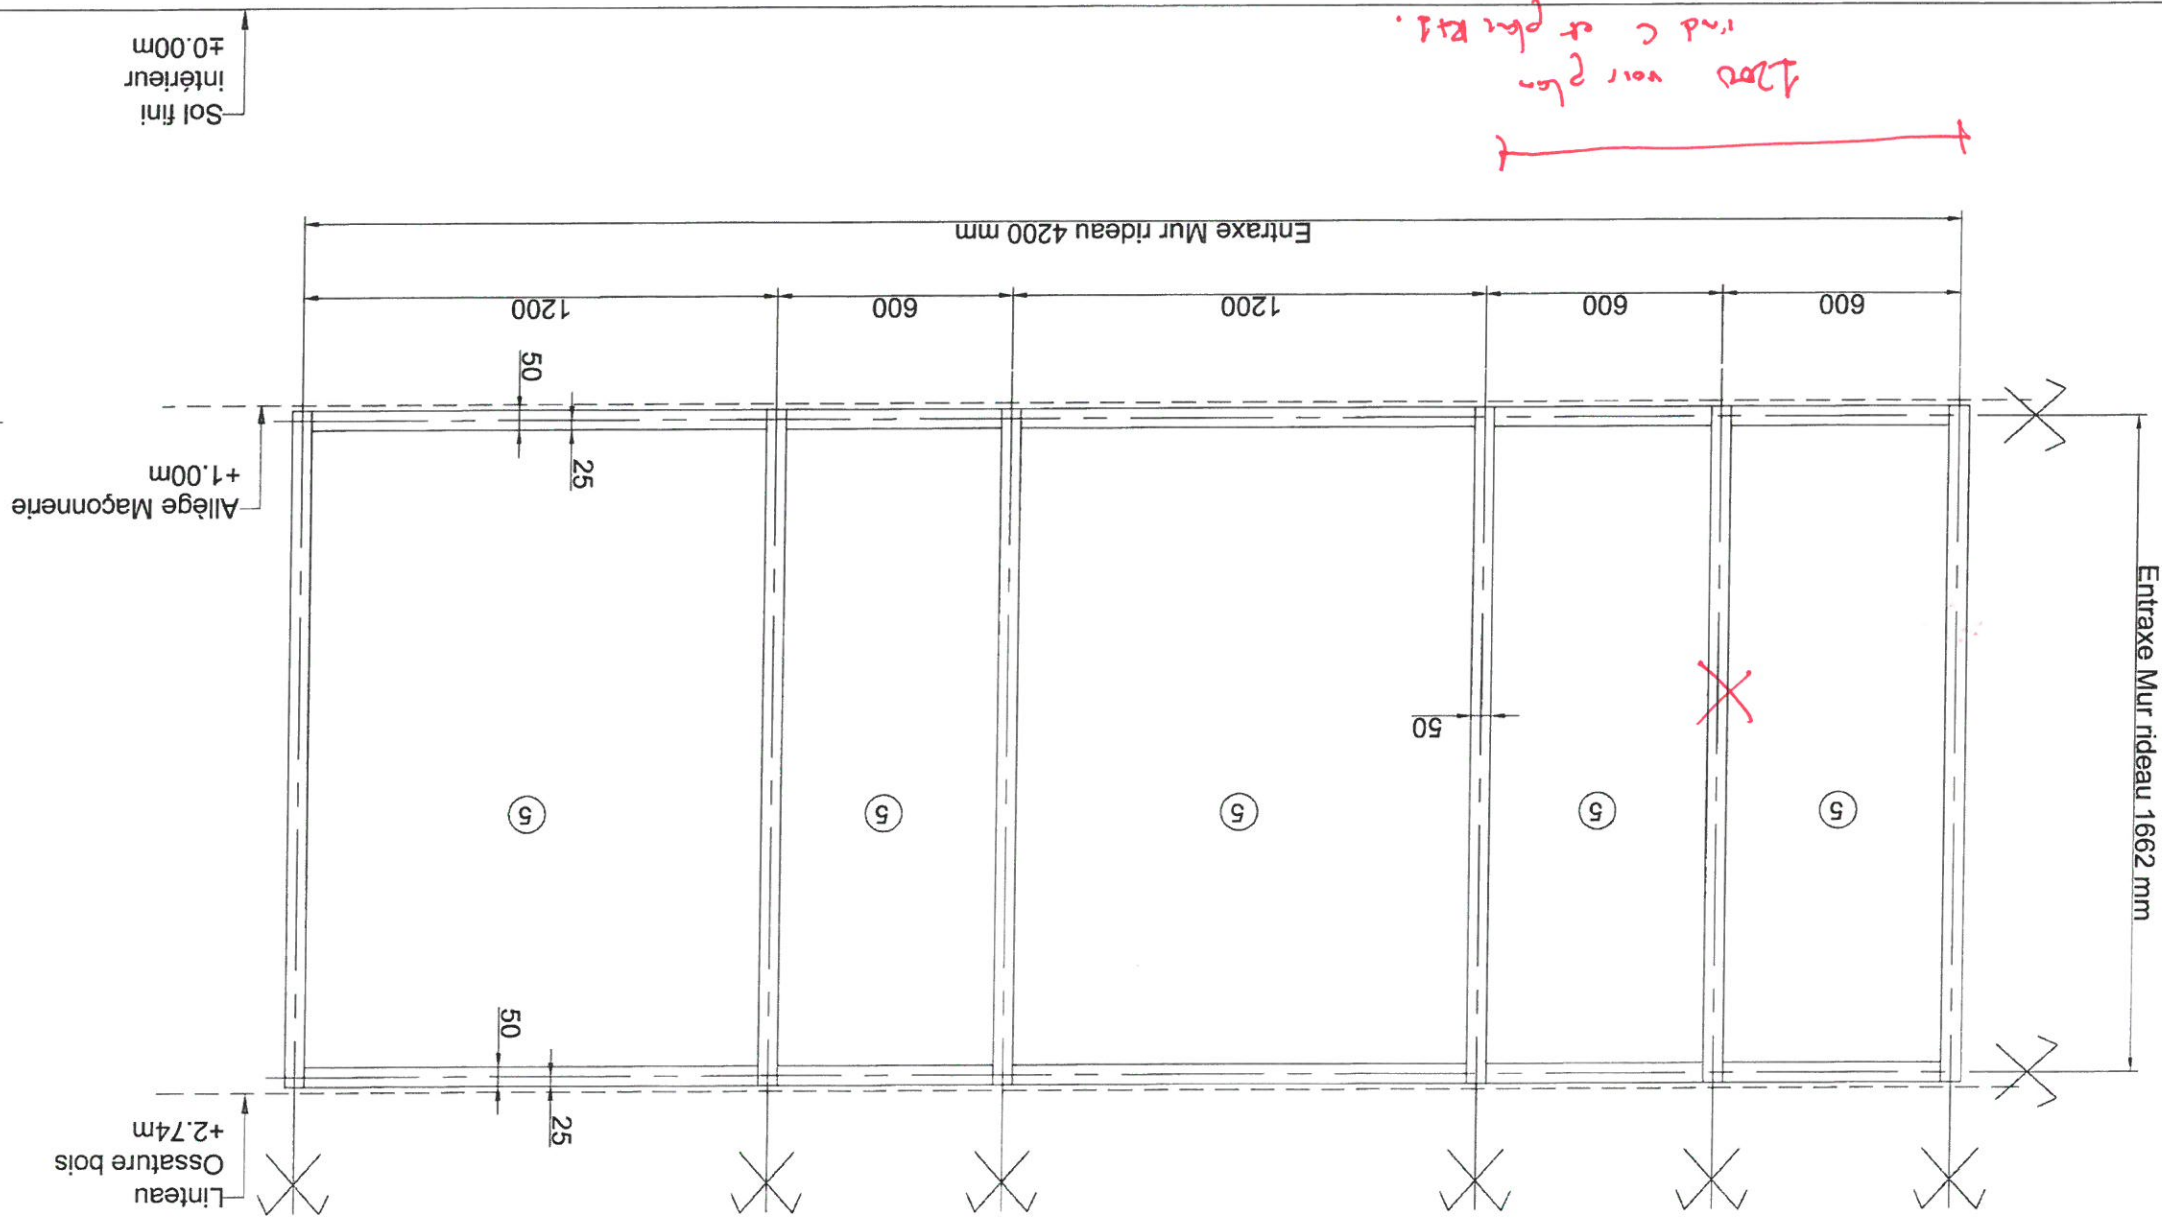 Linteau
Ossature bois
+2.74m
25
50
5
5
5
5
5
50
Entraxe Mur rideau 1662 mm
Allège Maçonnerie
+1.00m
25
50
600
600
1200
600
1200
Entraxe Mur rideau 4200 mm
1200 voir plan
ind C et plan R+1.
Sol fini
intérieur
±0.00m